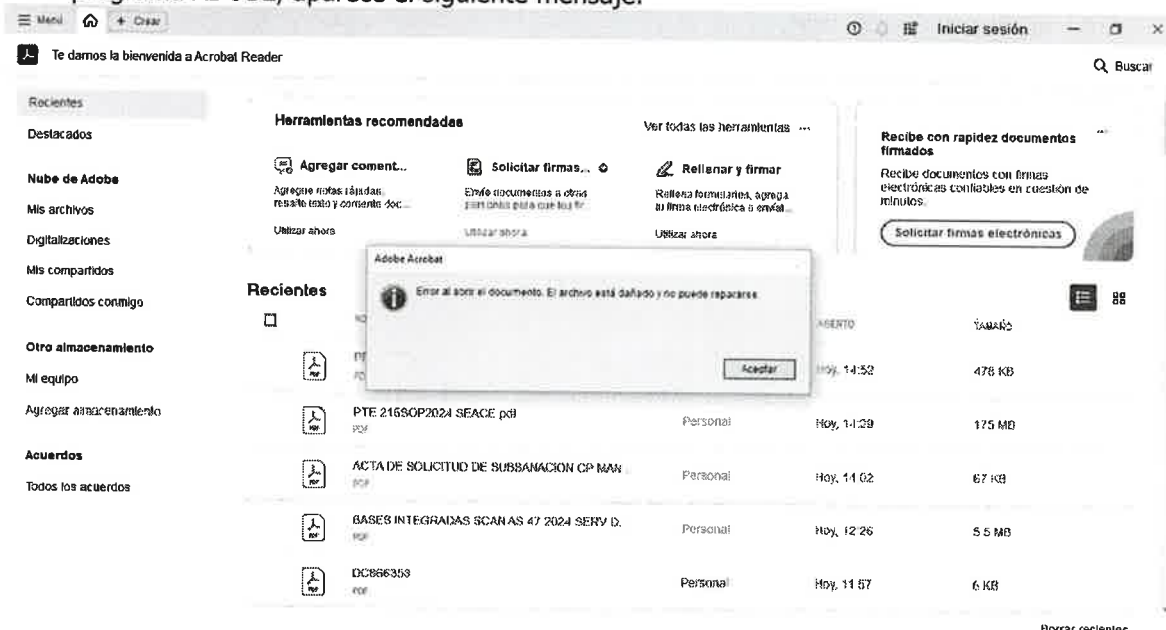 aparece el siguiente mensaje:
Menú + Crear Iniciar sesión
Te damos la bienvenida a Acrobat Reader
Buscar
Recientes
Destacados
Nube de Adobe
Mis archivos
Digitalizaciones
Mis compartidos
Compartidos conmigo
Otro almacenamiento
Mi equipo
Agregar almacenamiento
Acuerdos
Todos los acuerdos
Herramientas recomendadas
Ver todas las herramientas ...
Agregar coment...
Agregue notas rápidas,
resalte texto y comente doc...
Utilizar ahora
Solicitar firmas...
Envíe documentos a otras
personas para que los fir...
Utilizar ahora
Rellenar y firmar
Rellena formularios, agrega
tu firma electrónica o envíal...
Utilizar ahora
Recibe con rapidez documentos
firmados
Recibe documentos con firmas
electrónicas confiables en cuestión de
minutos.
Solicitar firmas electrónicas
Adobe Acrobat
Error al abrir el documento. El archivo está dañado y no puede repararse.
Aceptar
Recientes
ABIERTO TAMAÑO
Hoy, 14:52 478 KB
PTE 216SOP2024 SEACE.pdf
PDF
Personal Hoy, 14:29 175 MB
ACTA DE SOLICITUD DE SUBSANACION CP MAN...
PDF
Personal Hoy, 14:02 67 KB
BASES INTEGRADAS SCAN AS 47 2024 SERV D...
PDF
Personal Hoy, 12:26 5.5 MB
DC866353
PDF
Personal Hoy, 11:57 6 KB
Borrar recientes